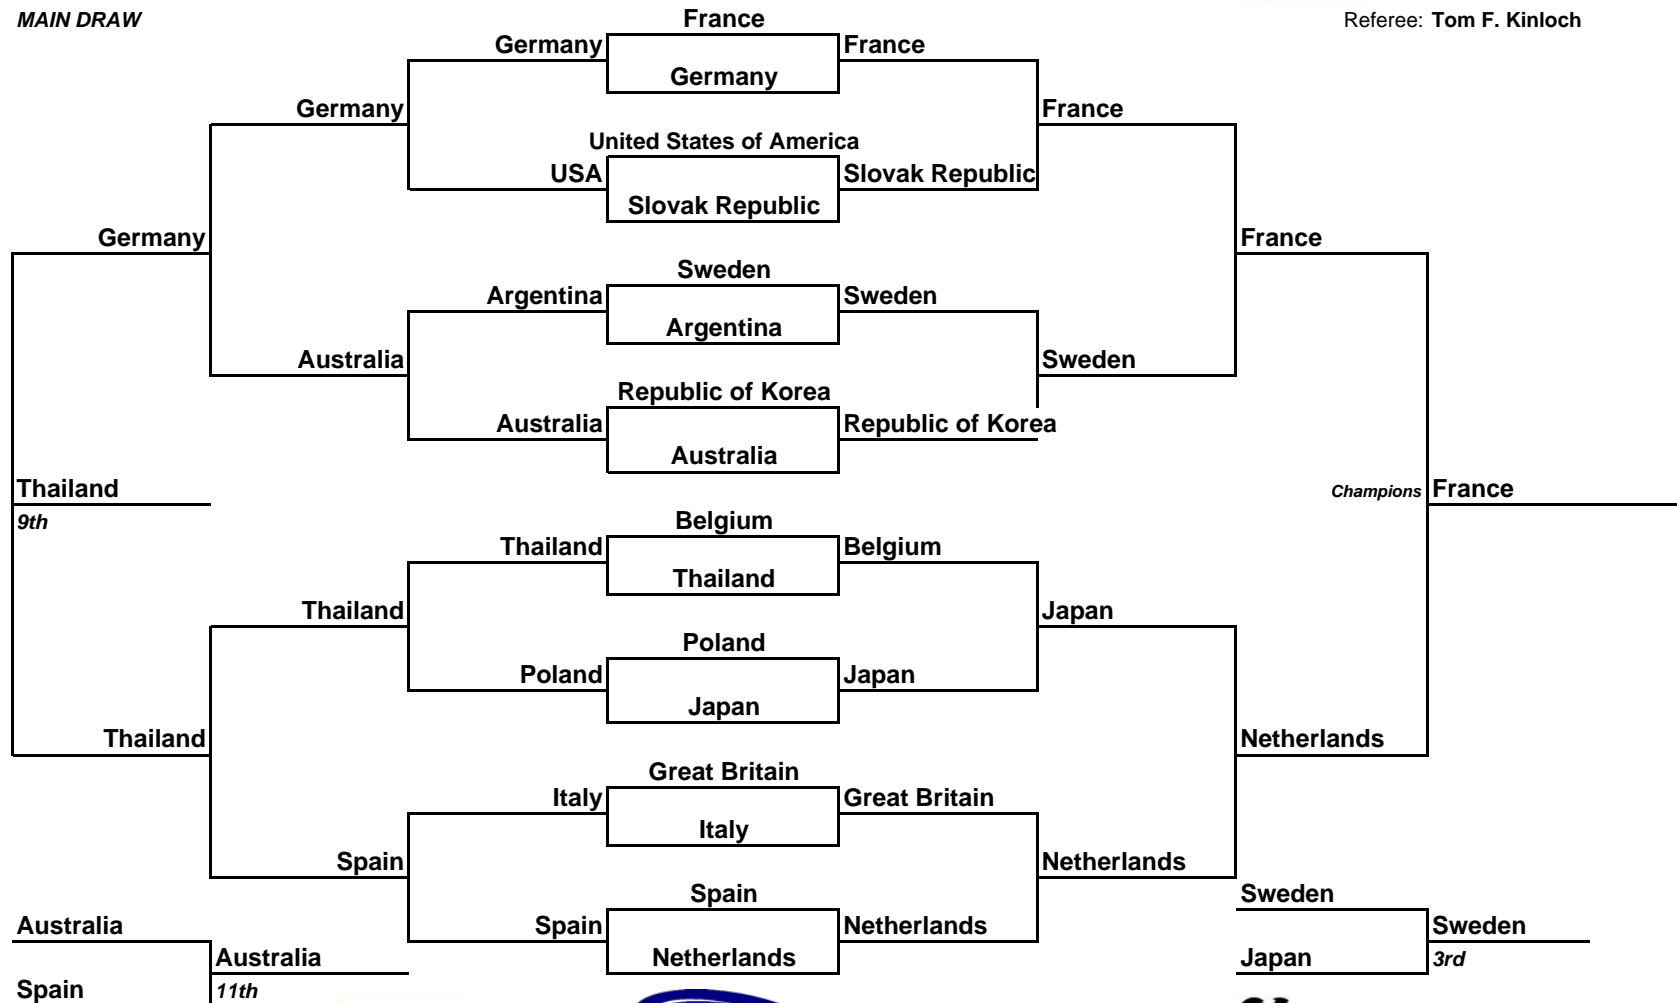 MAIN DRAW
France
Referee: Tom F. Kinloch
Germany
France
Germany
Germany
France
United States of America
USA
Slovak Republic
Slovak Republic
Germany
France
Sweden
Argentina
Sweden
Argentina
Australia
Sweden
Republic of Korea
Australia
Republic of Korea
Australia
Thailand
Champions
France
9th
Belgium
Thailand
Belgium
Thailand
Thailand
Japan
Poland
Poland
Japan
Japan
Thailand
Netherlands
Great Britain
Italy
Great Britain
Italy
Spain
Netherlands
Spain
Sweden
Australia
Spain
Netherlands
Sweden
Australia
Netherlands
Japan
3rd
Spain
11th